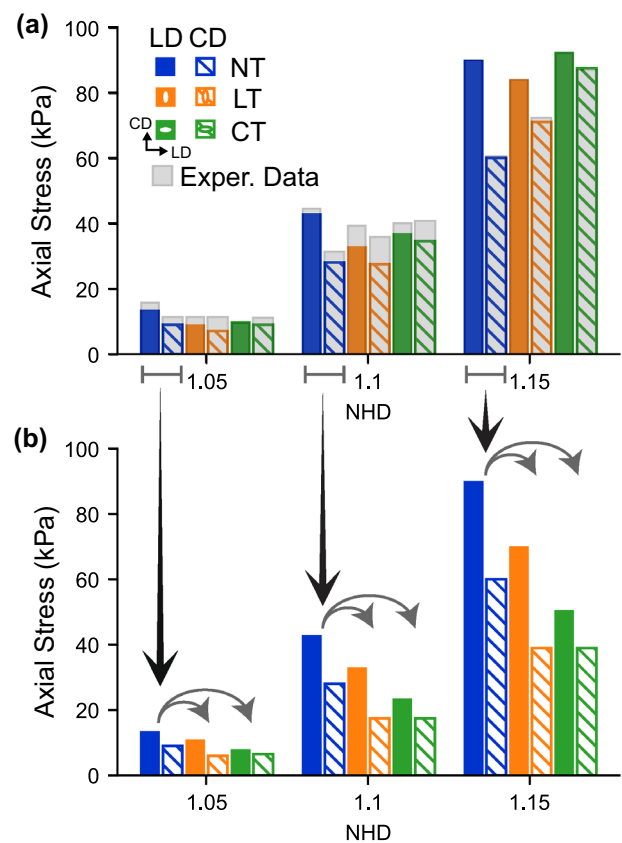 (a)
LD CD
NT
LT
CT
CD
LD
Exper. Data
Axial Stress (kPa)
100
80
60
40
20
0
1.05 1.1 1.15
NHD
(b)
Axial Stress (kPa)
100
80
60
40
20
0
1.05 1.1 1.15
NHD